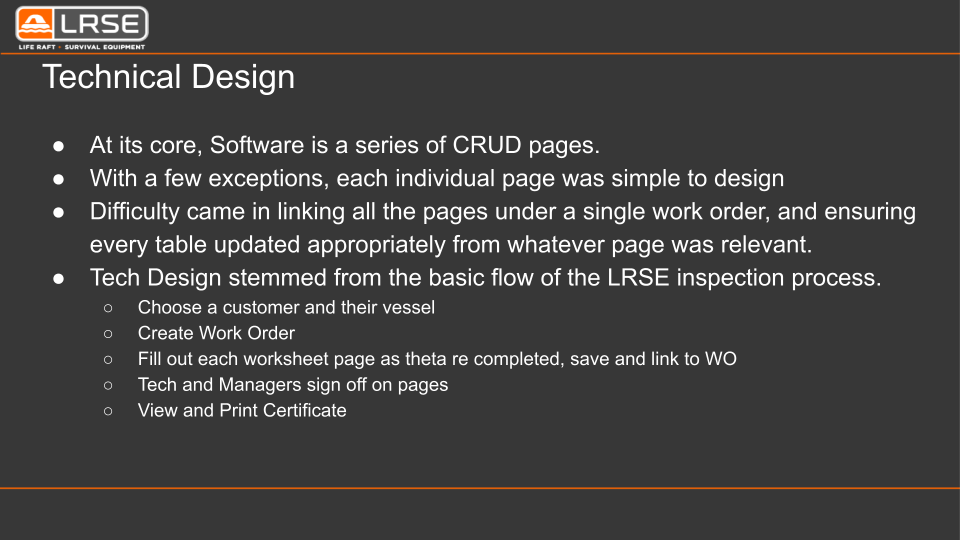 LRSE
LIFE RAFT - SURVIVAL EQUIPMENT
Technical Design
● At its core, Software is a series of CRUD pages.
● With a few exceptions, each individual page was simple to design
● Difficulty came in linking all the pages under a single work order, and ensuring
every table updated appropriately from whatever page was relevant.
● Tech Design stemmed from the basic flow of the LRSE inspection process.
○ Choose a customer and their vessel
○ Create Work Order
○ Fill out each worksheet page as theta re completed, save and link to WO
○ Tech and Managers sign off on pages
○ View and Print Certificate